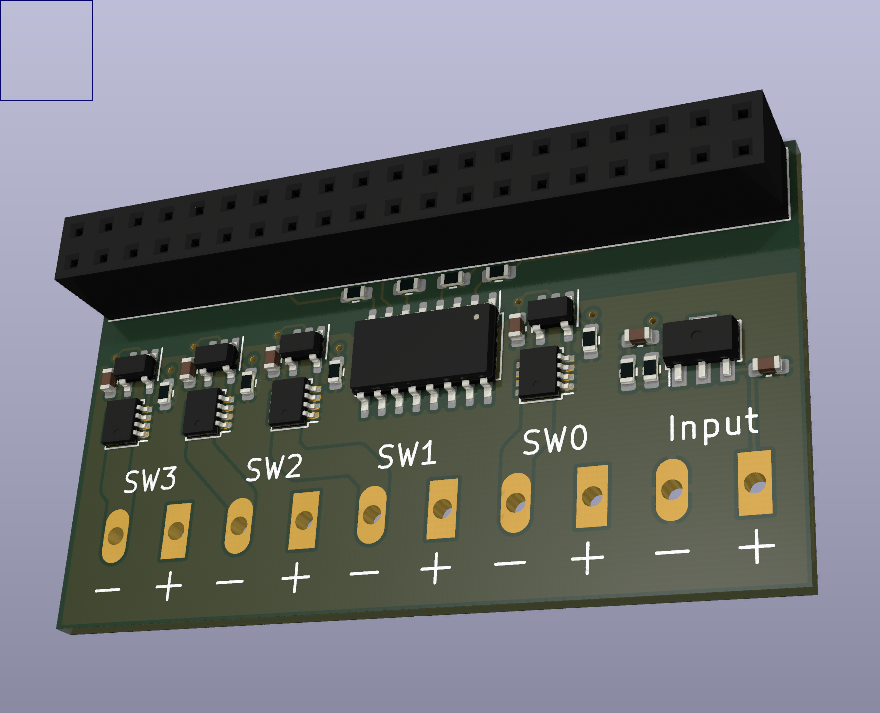 SW3 SW2 SW1 SW0 Input
− + − + − + − + − +